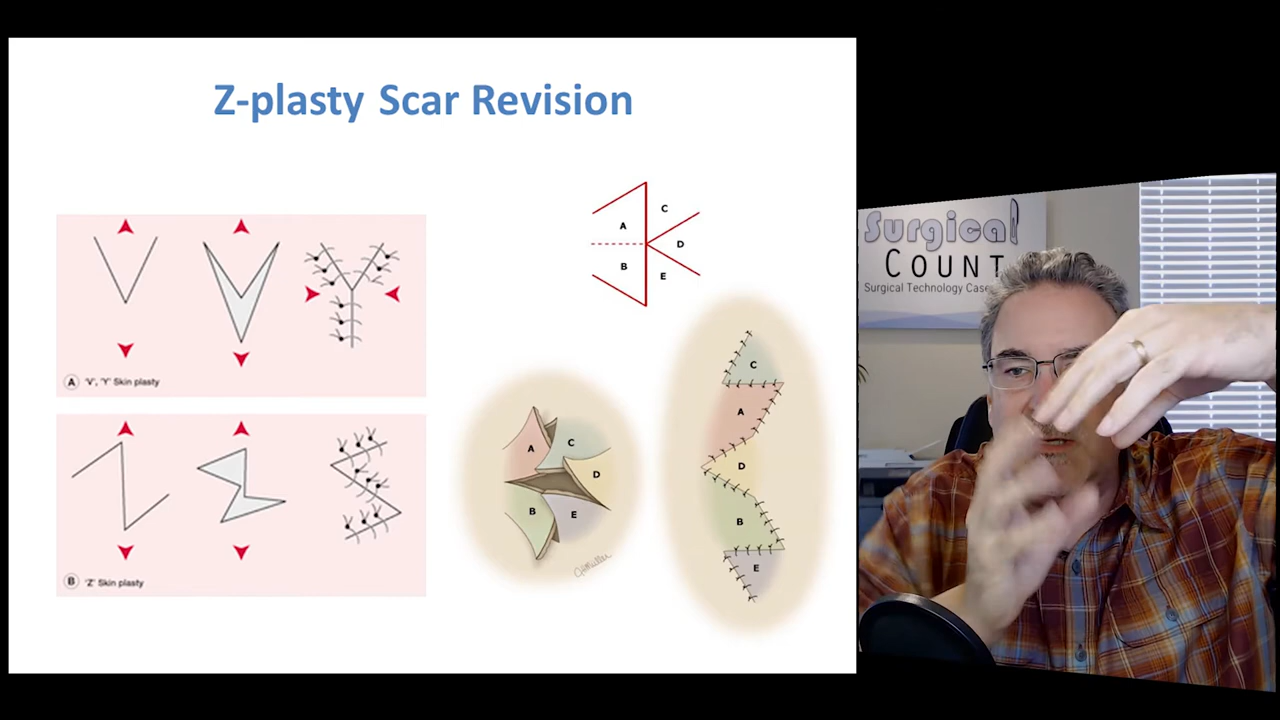 Z-plasty Scar Revision
A 'V', 'Y' Skin plasty
B 'Z' Skin plasty
A
B
C
D
E
A
C
D
B
E
C
A
D
B
E
Surgical
COUNT
Surgical Technology Case